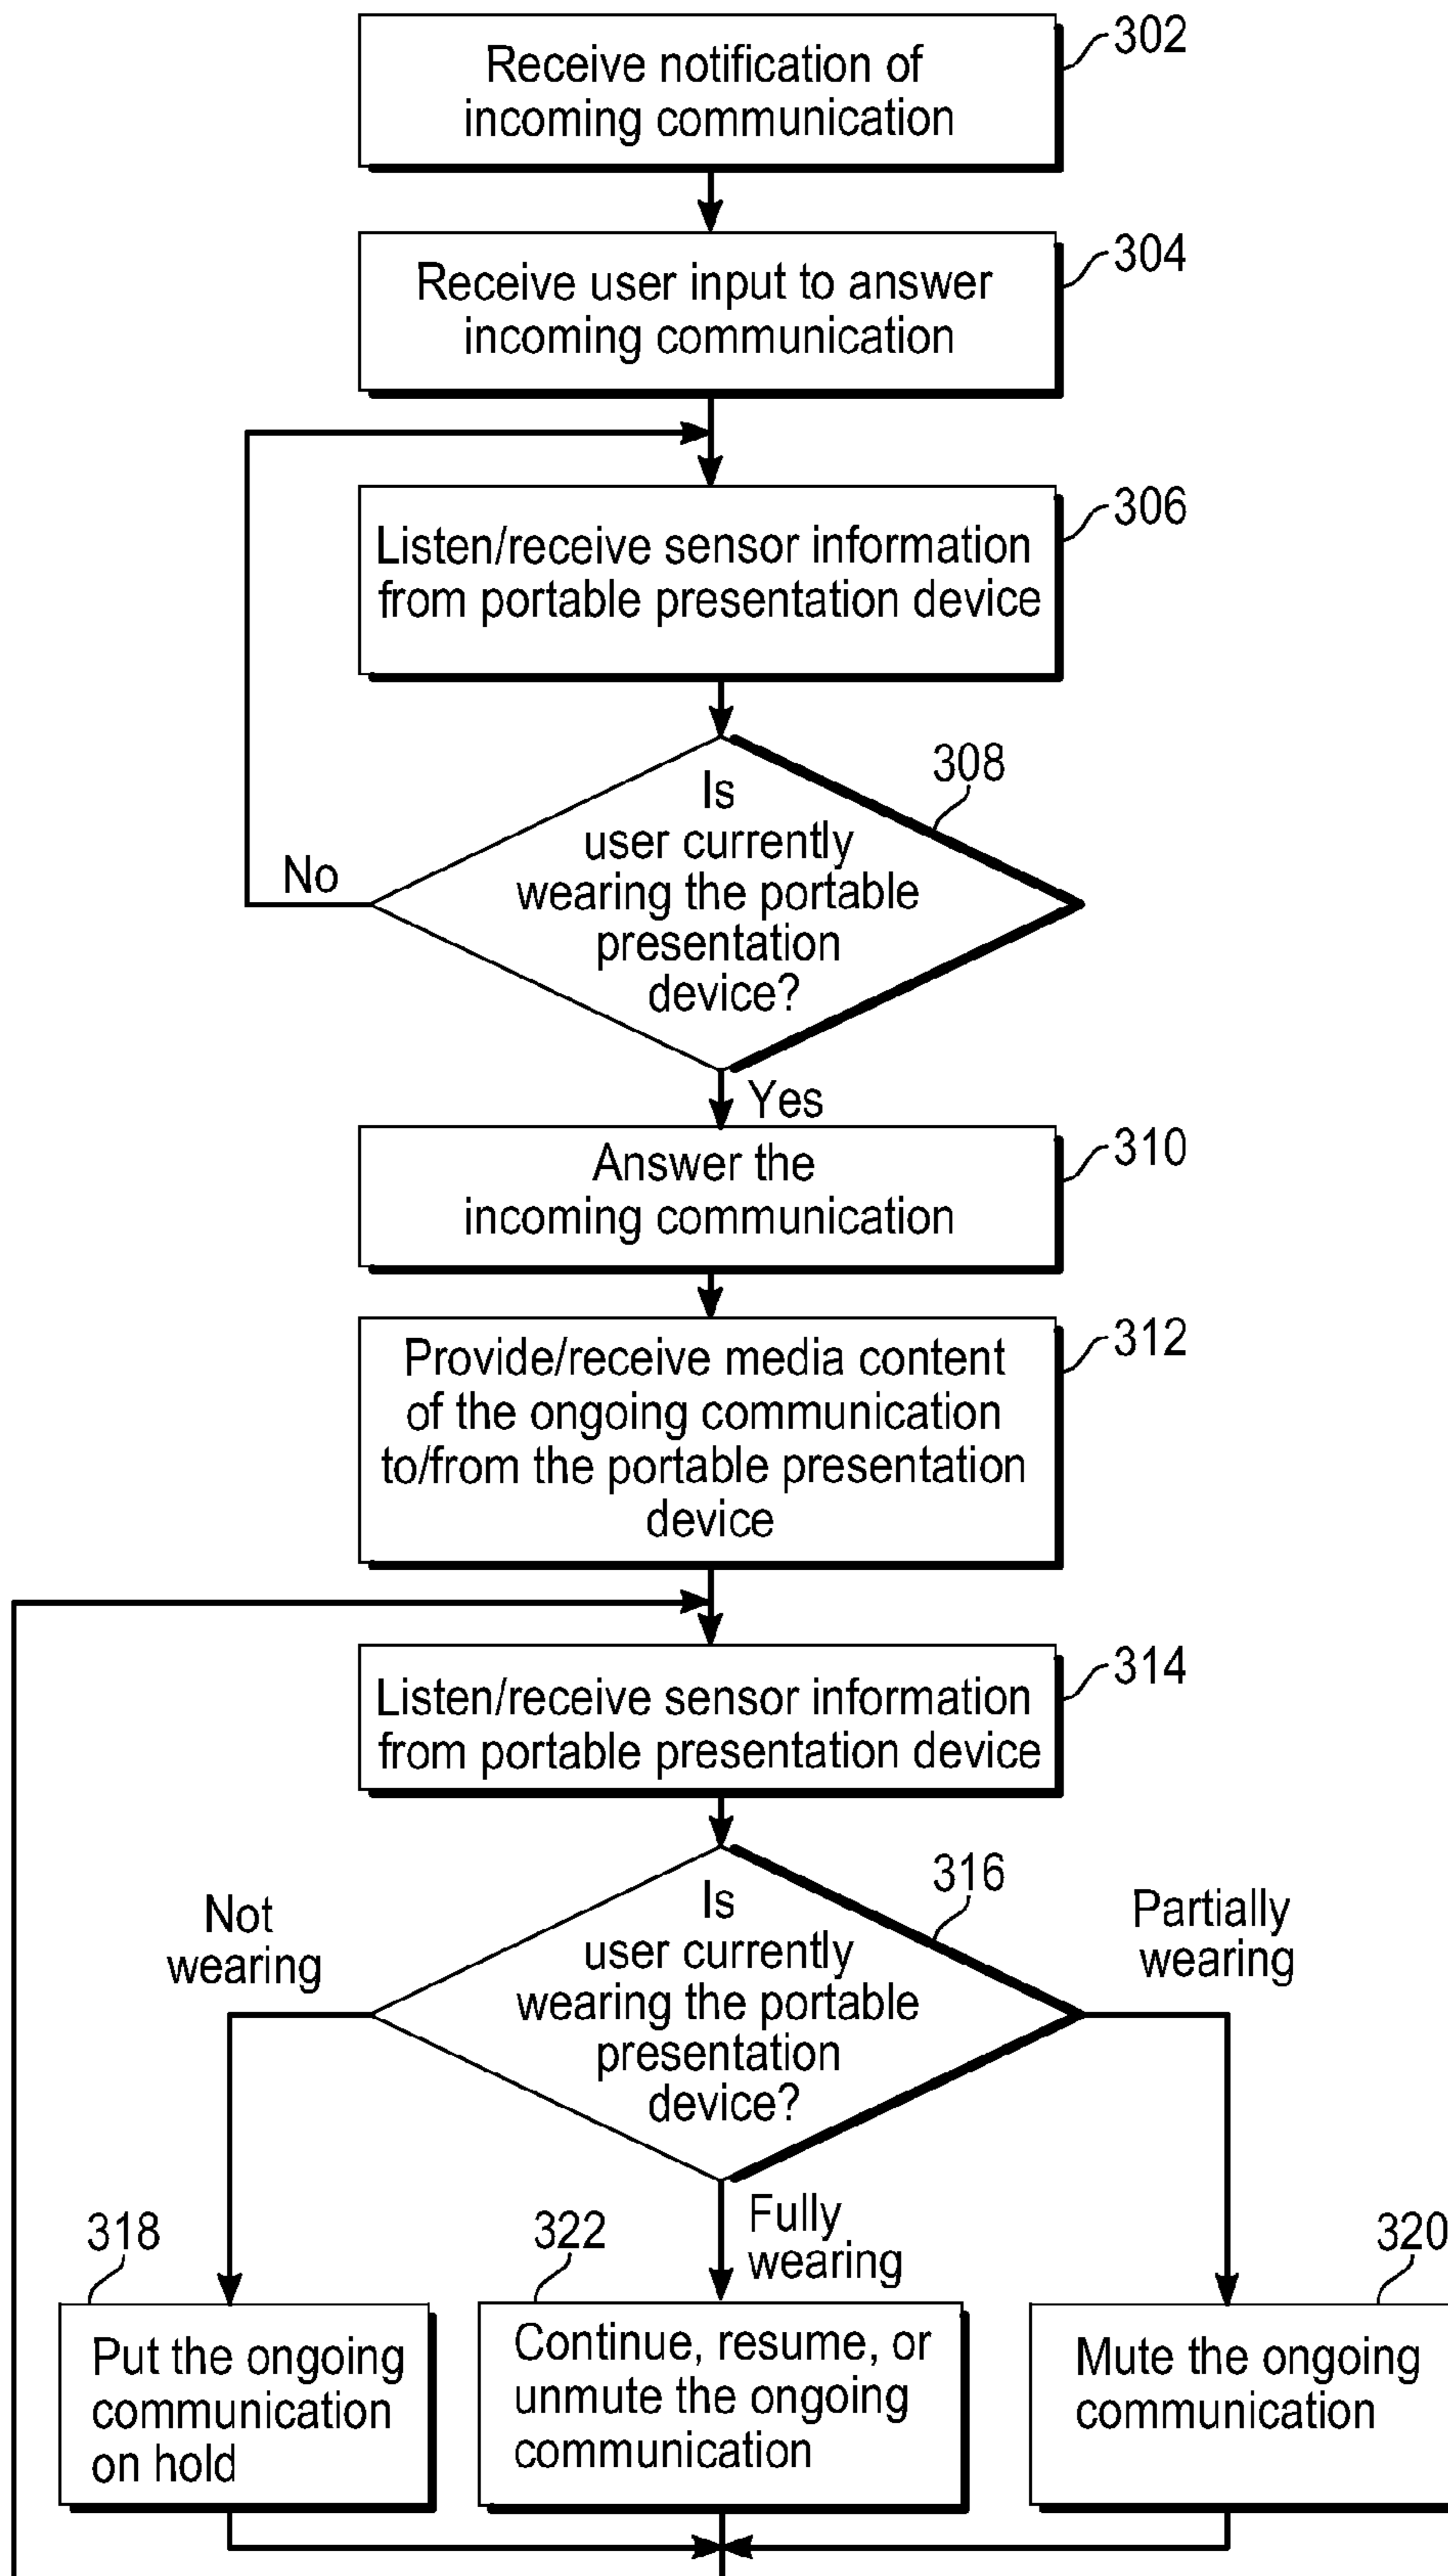 Receive notification of
incoming communication
302
Receive user input to answer
incoming communication
304
Listen/receive sensor information
from portable presentation device
306
Is
user currently
wearing the portable
presentation
device?
308
No
Yes
Answer the
incoming communication
310
Provide/receive media content
of the ongoing communication
to/from the portable presentation
device
312
Listen/receive sensor information
from portable presentation device
314
Is
user currently
wearing the portable
presentation
device?
316
Not
wearing
Partially
wearing
Fully
wearing
318
Put the ongoing
communication
on hold
322
Continue, resume, or
unmute the ongoing
communication
320
Mute the ongoing
communication